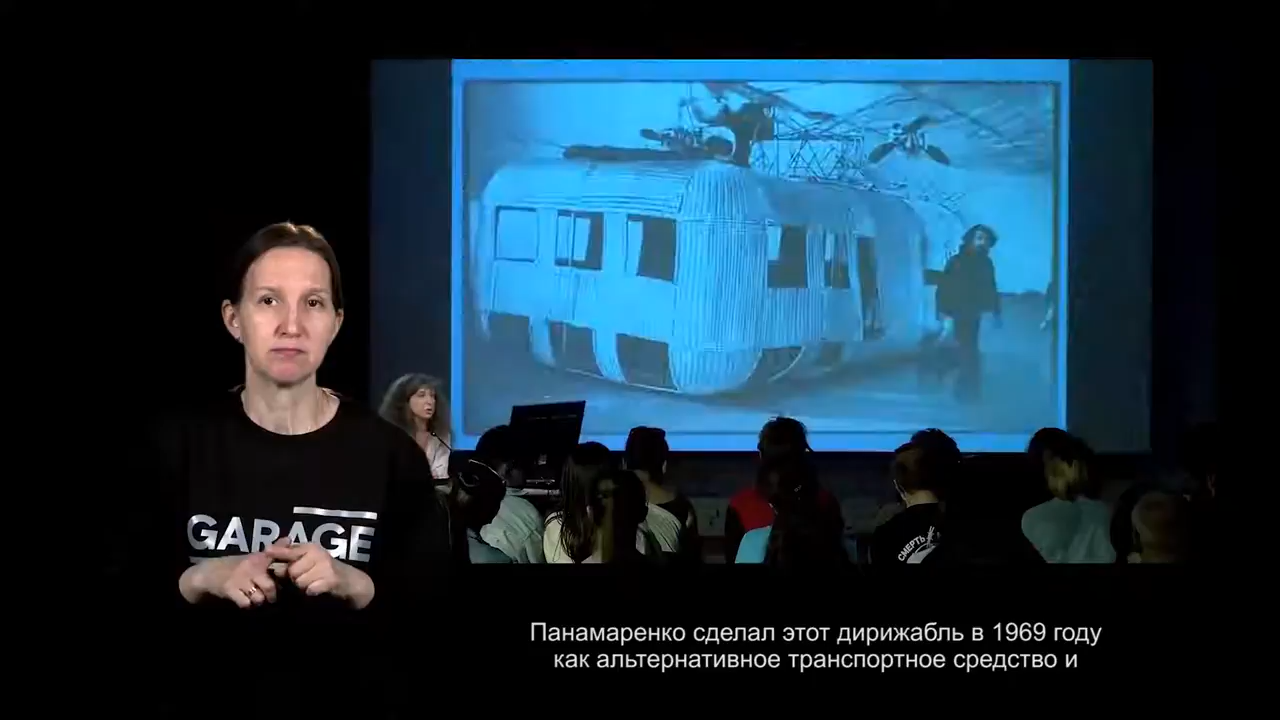 GARAGE
СМЕРТЬ
Панамаренко сделал этот дирижабль в 1969 году
как альтернативное транспортное средство и